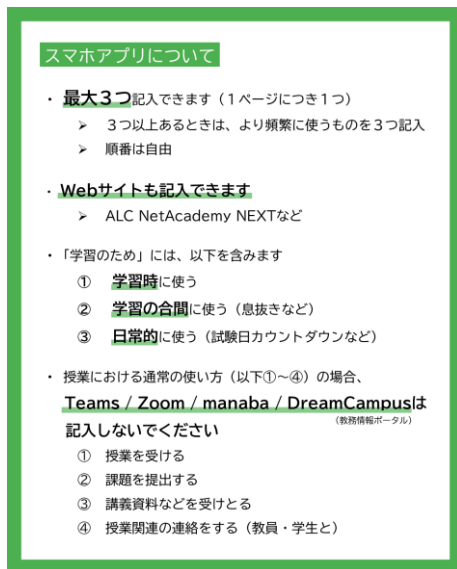 スマホアプリについて
・ 最大３つ記入できます（１ページにつき１つ）
➢ ３つ以上あるときは、より頻繁に使うものを３つ記入
➢ 順番は自由
・ Webサイトも記入できます
➢ ALC NetAcademy NEXTなど
・ 「学習のため」には、以下を含みます
① 学習時に使う
② 学習の合間に使う（息抜きなど）
③ 日常的に使う（試験日カウントダウンなど）
・ 授業における通常の使い方（以下①～④）の場合、
Teams / Zoom / manaba / DreamCampusは
（教務情報ポータル）
記入しないでください
① 授業を受ける
② 課題を提出する
③ 講義資料などを受けとる
④ 授業関連の連絡をする（教員・学生と）